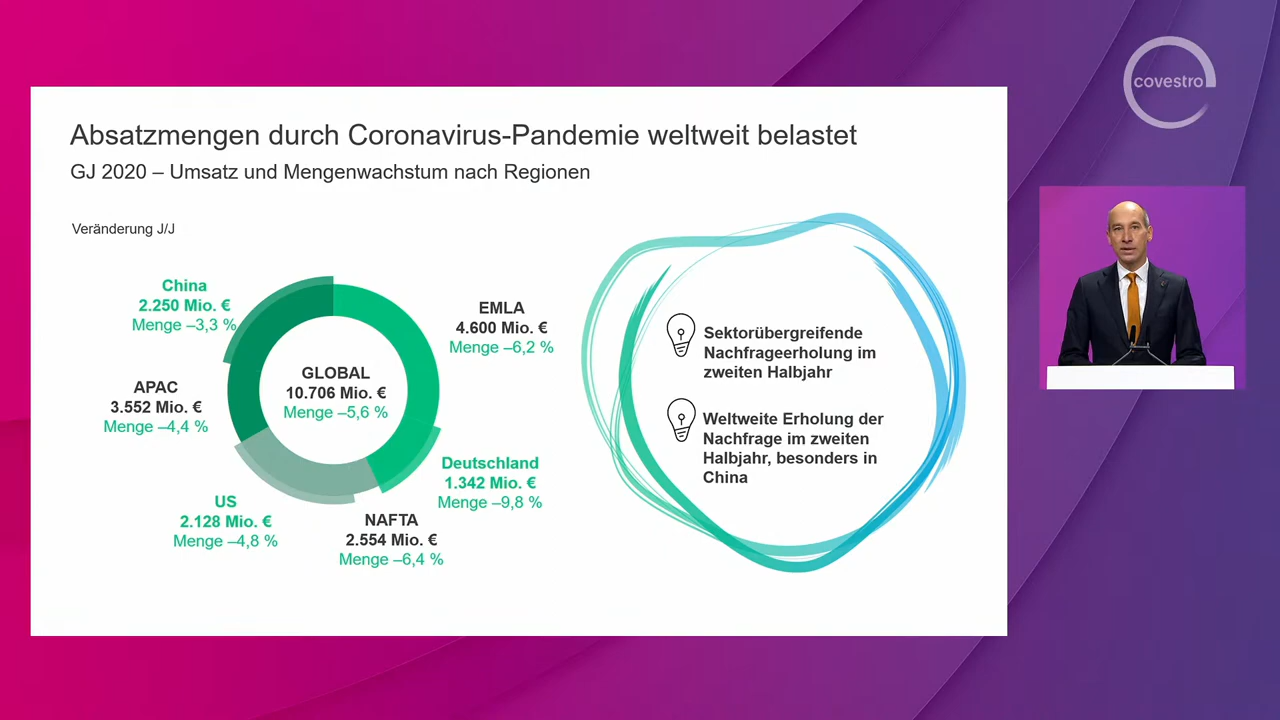 covestro
Absatzmengen durch Coronavirus-Pandemie weltweit belastet
GJ 2020 – Umsatz und Mengenwachstum nach Regionen
Veränderung J/J
China
2.250 Mio. €
Menge –3,3 %
EMLA
4.600 Mio. €
Menge –6,2 %
GLOBAL
10.706 Mio. €
Menge –5,6 %
APAC
3.552 Mio. €
Menge –4,4 %
Deutschland
1.342 Mio. €
Menge –9,8 %
US
2.128 Mio. €
Menge –4,8 %
NAFTA
2.554 Mio. €
Menge –6,4 %
Sektorübergreifende
Nachfrageerholung im
zweiten Halbjahr
Weltweite Erholung der
Nachfrage im zweiten
Halbjahr, besonders in
China